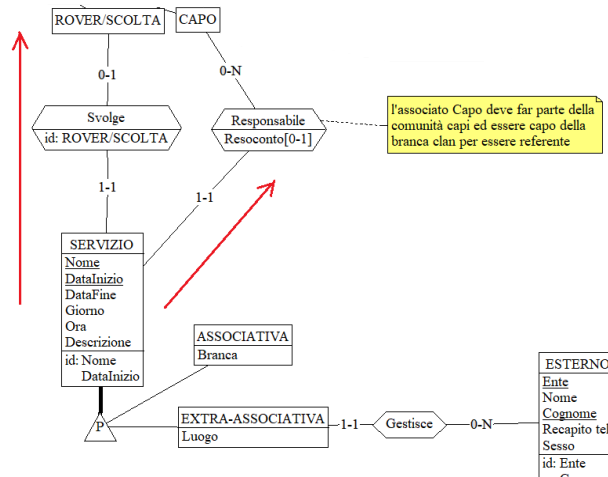 ROVER/SCOLTA
CAPO
0-1
0-N
Svolge
id: ROVER/SCOLTA
Responsabile
Resoconto[0-1]
l'associato Capo deve far parte della
comunità capi ed essere capo della
branca clan per essere referente
1-1
1-1
SERVIZIO
Nome
DataInizio
DataFine
Giorno
Ora
Descrizione
id: Nome
DataInizio
ASSOCIATIVA
Branca
P
EXTRA-ASSOCIATIVA
Luogo
1-1
Gestisce
0-N
ESTERNO
Ente
Nome
Cognome
Recapito tel
Sesso
id: Ente